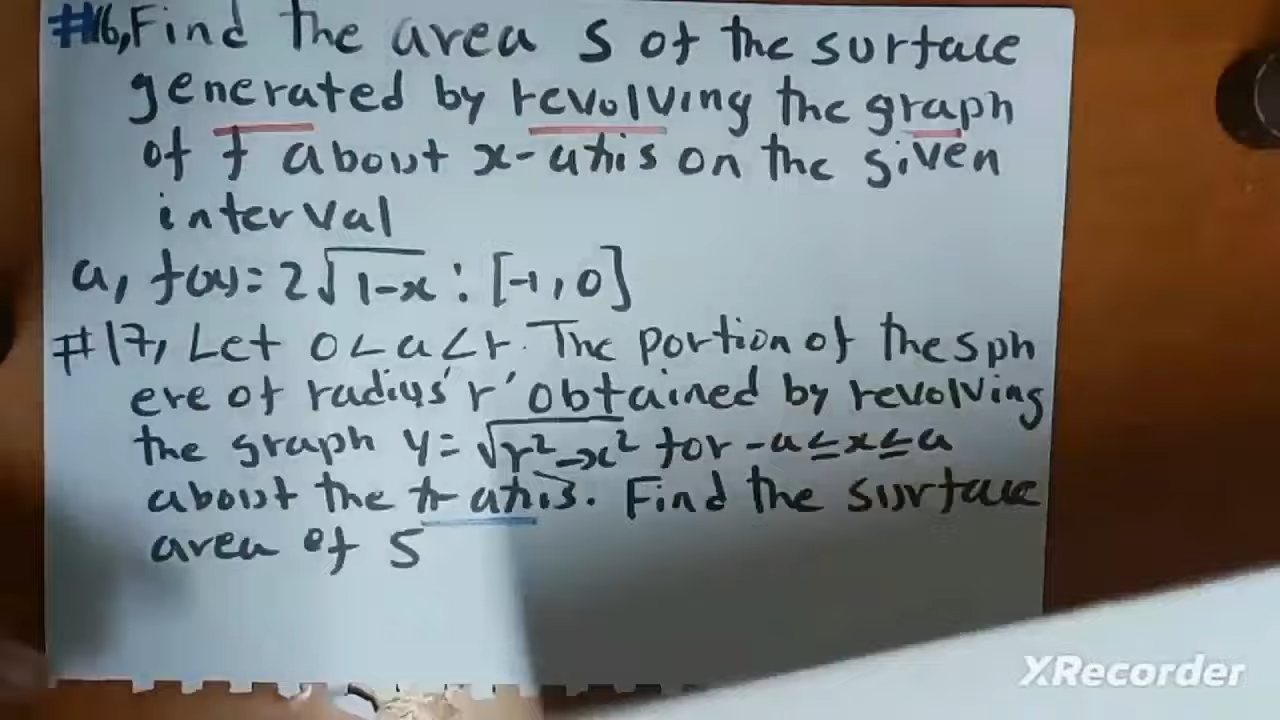 #16, Find the area S of the surface
generated by revolving the graph
of f about x-axis on the given
interval
a, f(x)= 2√1-x : [-1, 0]
#17, Let 0<a<r. The portion of the sph
ere of radius 'r' obtained by revolving
the graph y= √r²-x² for -a≤x≤a
about the x-axis. Find the surface
area of S
XRecorder